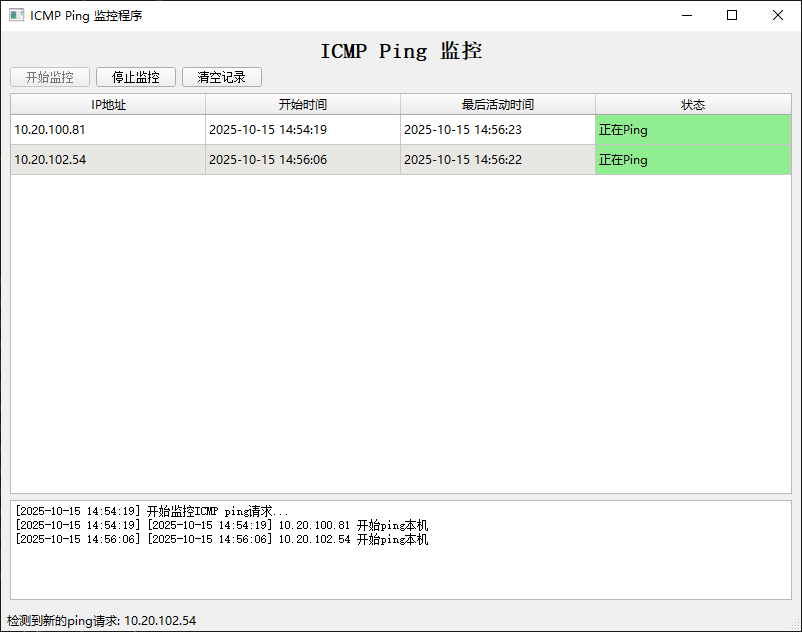 ICMP Ping 监控程序
ICMP Ping 监控
开始监控 停止监控 清空记录
IP地址 开始时间 最后活动时间 状态
10.20.100.81 2025-10-15 14:54:19 2025-10-15 14:56:23 正在Ping
10.20.102.54 2025-10-15 14:56:06 2025-10-15 14:56:22 正在Ping
[2025-10-15 14:54:19] 开始监控ICMP ping请求...
[2025-10-15 14:54:19] [2025-10-15 14:54:19] 10.20.100.81 开始ping本机
[2025-10-15 14:56:06] [2025-10-15 14:56:06] 10.20.102.54 开始ping本机
检测到新的ping请求: 10.20.102.54